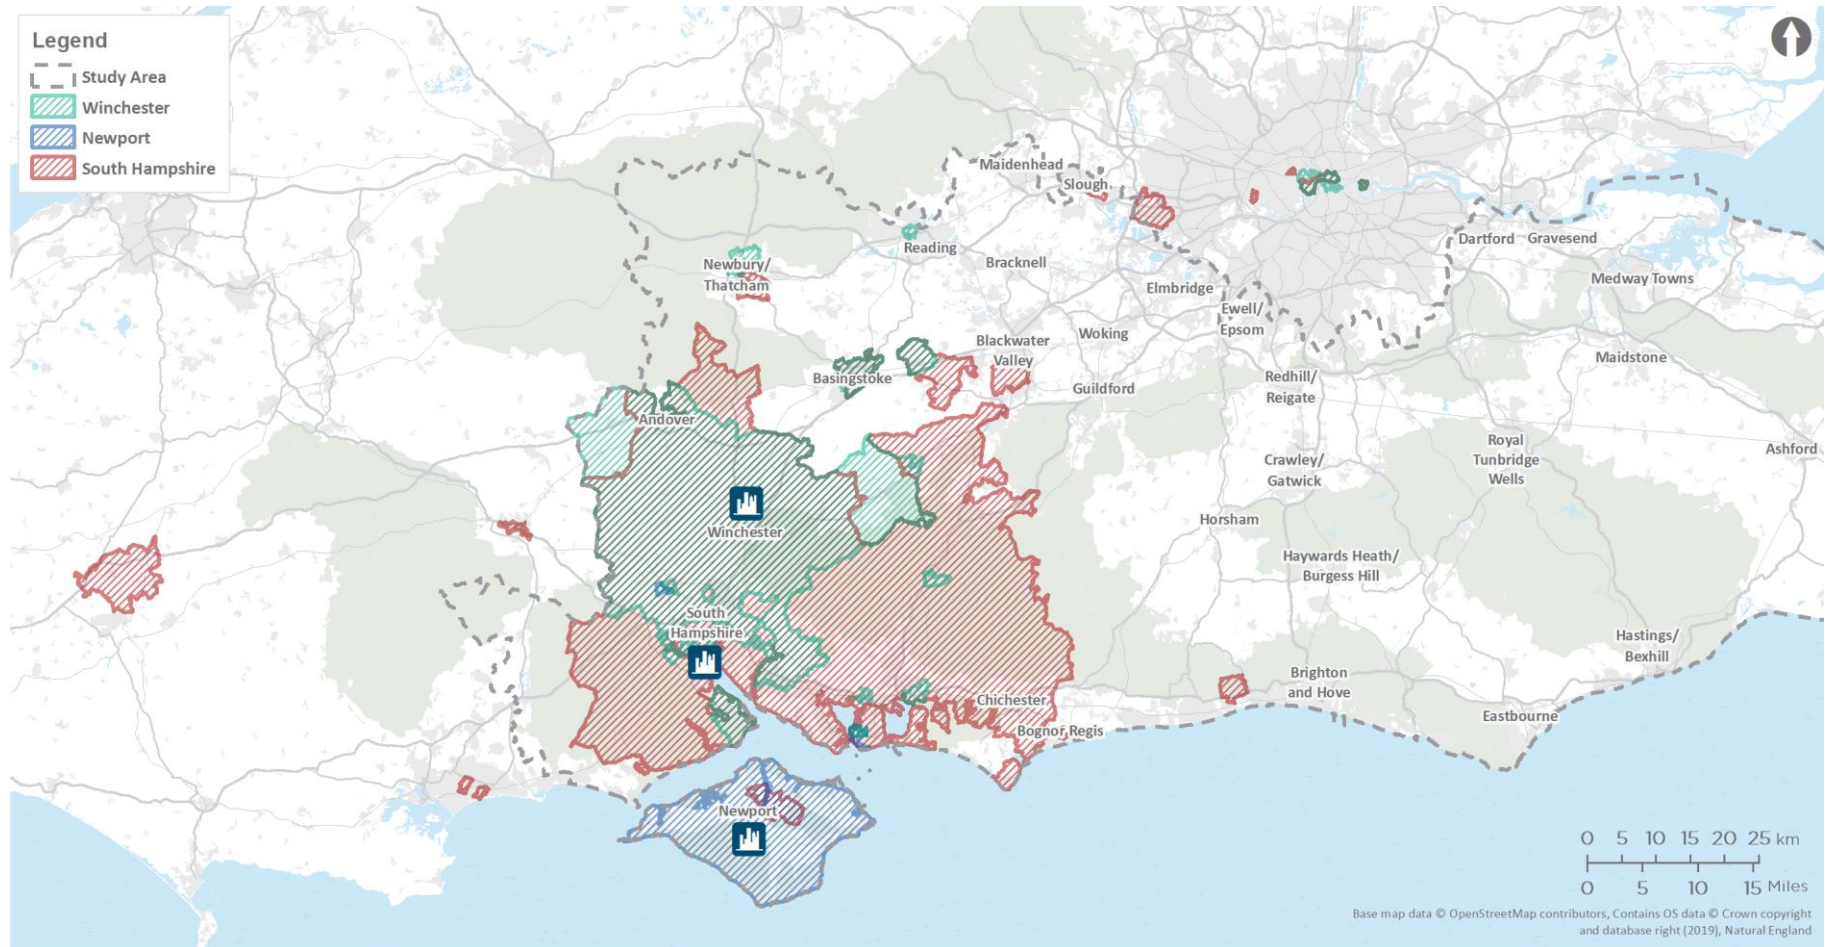 Legend
Study Area
Winchester
Newport
South Hampshire
Maidenhead
Slough
Reading
Newbury/
Thatcham
Bracknell
Elmbridge
Dartford
Gravesend
Medway Towns
Ewell/
Epsom
Woking
Blackwater
Valley
Basingstoke
Guildford
Redhill/
Reigate
Maidstone
Andover
Royal
Tunbridge
Wells
Ashford
Crawley/
Gatwick
Winchester
Horsham
Haywards Heath/
Burgess Hill
South
Hampshire
Hastings/
Bexhill
Brighton
and Hove
Chichester
Bognor Regis
Eastbourne
Newport
0 5 10 15 20 25 km
0 5 10 15 Miles
Base map data © OpenStreetMap contributors, Contains OS data © Crown copyright
and database right (2019), Natural England